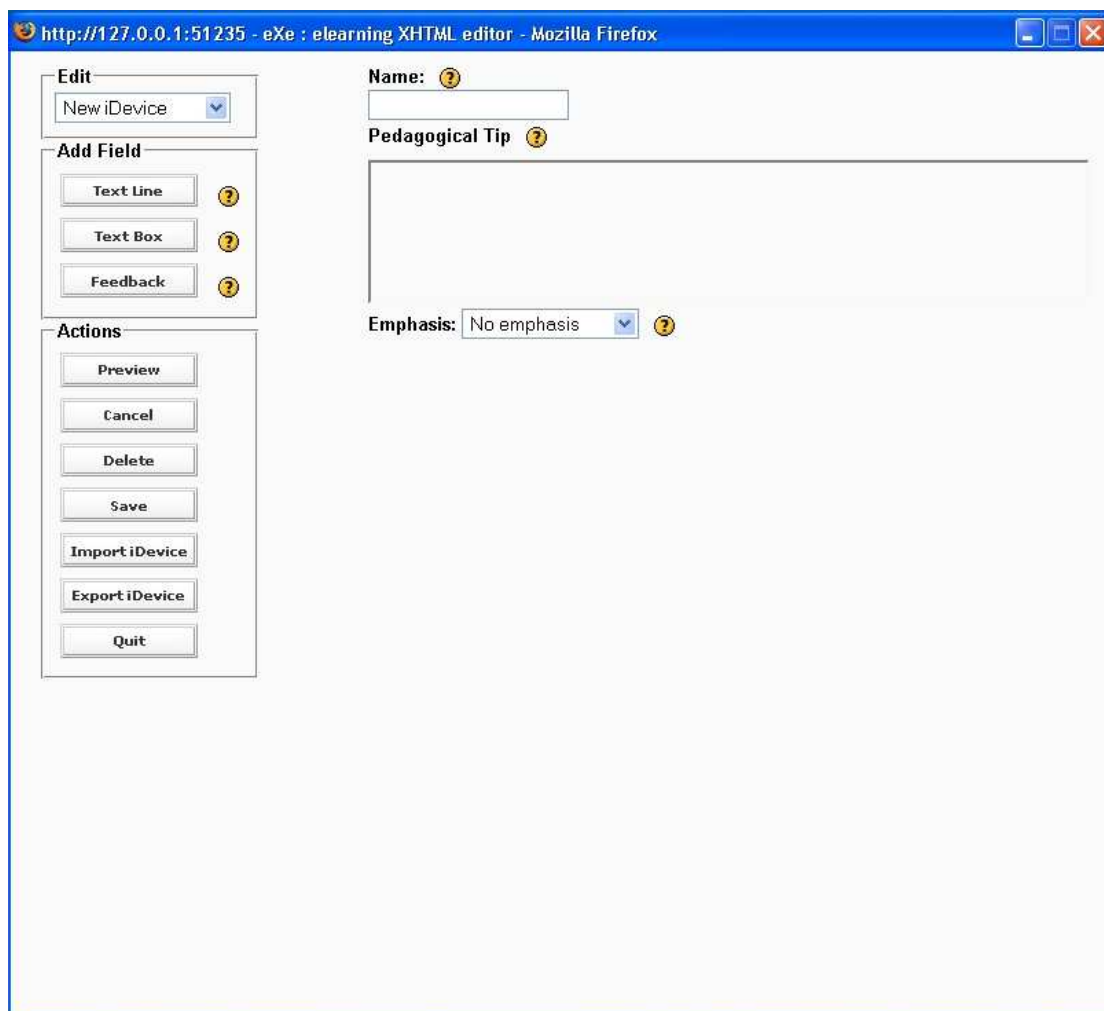 http://127.0.0.1:51235 - eXe : elearning XHTML editor - Mozilla Firefox
Edit
New iDevice
Add Field
Text Line
?
Text Box
?
Feedback
?
Actions
Preview
Cancel
Delete
Save
Import iDevice
Export iDevice
Quit
Name: ?
Pedagogical Tip ?
Emphasis: No emphasis ?